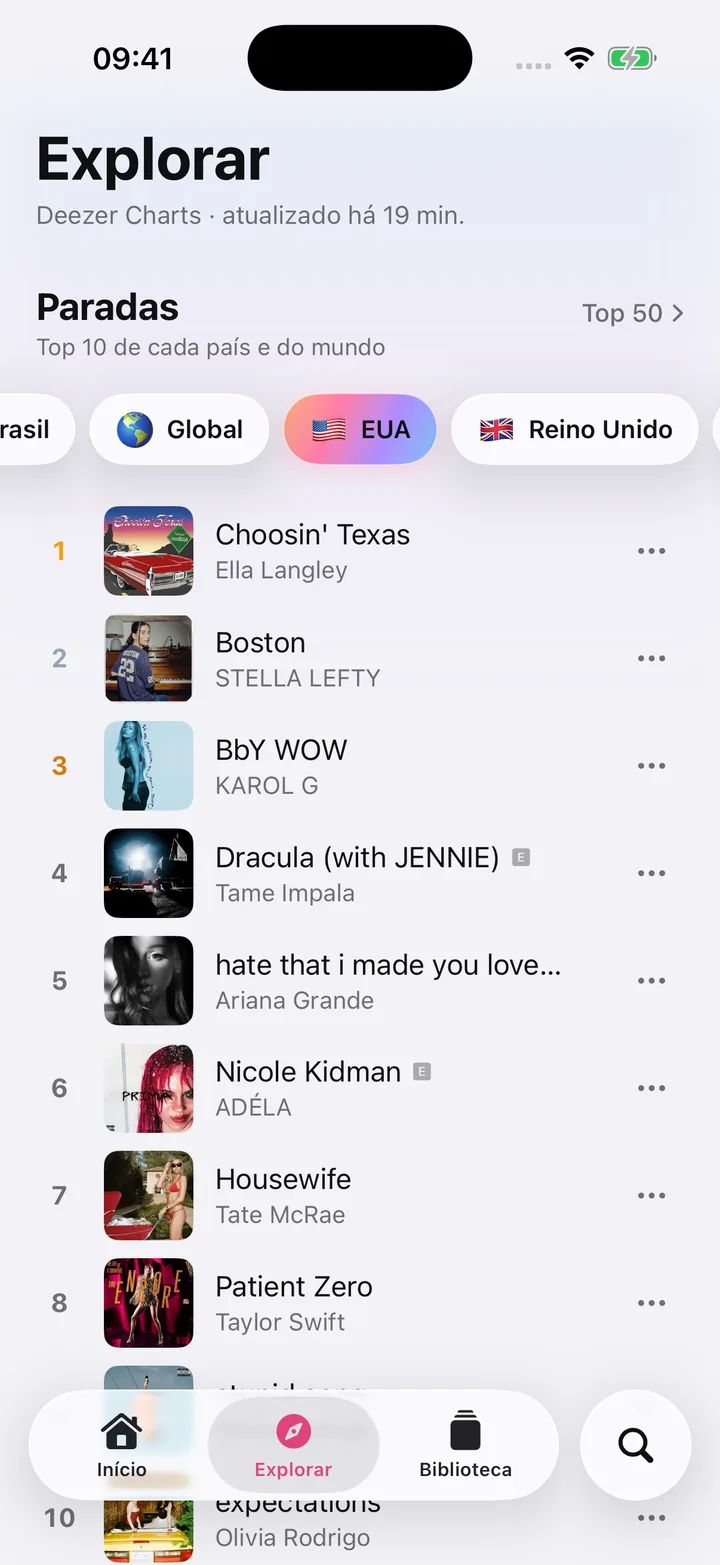 09:41
Explorar
Deezer Charts · atualizado há 19 min.
Paradas
Top 50
Top 10 de cada país e do mundo
rasil
Global
EUA
Reino Unido
1
Choosin' Texas
Ella Langley
2
Boston
STELLA LEFTY
3
BbY WOW
KAROL G
4
Dracula (with JENNIE) E
Tame Impala
5
hate that i made you love...
Ariana Grande
6
PRIMA
Nicole Kidman E
ADÉLA
7
Housewife
Tate McRae
8
ENCORE
Patient Zero
Taylor Swift
Início
Explorar
Biblioteca
10
expectations
Olivia Rodrigo